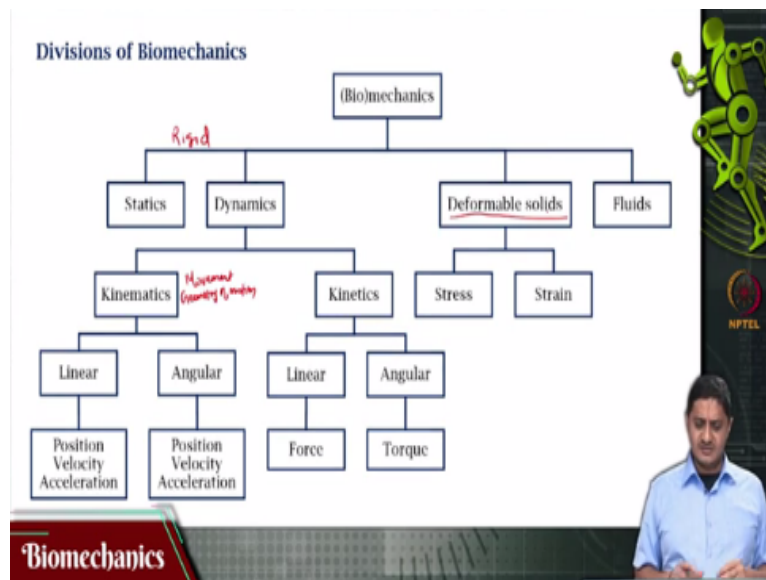 Divisions of Biomechanics
(Bio)mechanics
Rigid
Statics
Dynamics
Deformable solids
Fluids
Kinematics
Movement
Geometry of motion
Kinetics
Stress
Strain
Linear
Angular
Linear
Angular
Position
Velocity
Acceleration
Position
Velocity
Acceleration
Force
Torque
NPTEL
Biomechanics